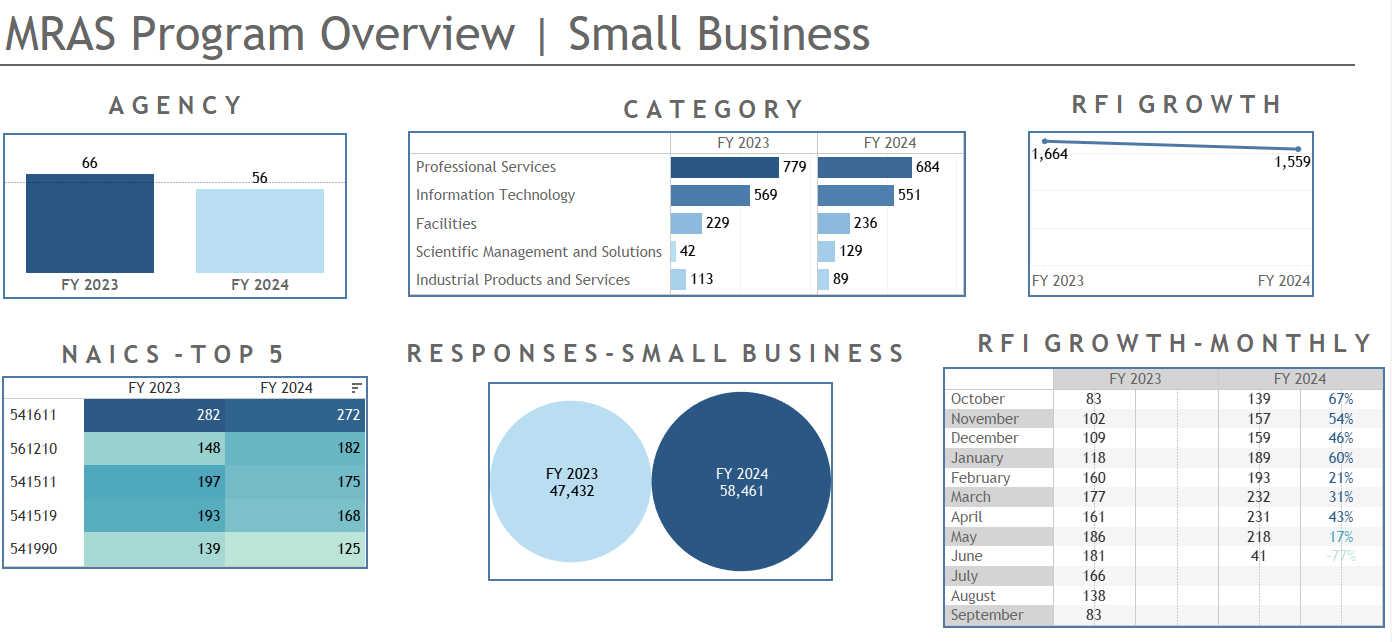 MRAS Program Overview | Small Business
AGENCY
66
56
FY 2023 FY 2024
CATEGORY
FY 2023 FY 2024
Professional Services 779 684
Information Technology 569 551
Facilities 229 236
Scientific Management and Solutions 42 129
Industrial Products and Services 113 89
RFI GROWTH
1,664
1,559
FY 2023 FY 2024
NAICS -TOP 5
FY 2023 FY 2024
541611 282 272
561210 148 182
541511 197 175
541519 193 168
541990 139 125
RESPONSES-SMALL BUSINESS
FY 2023
47,432
FY 2024
58,461
RFI GROWTH-MONTHLY
FY 2023 FY 2024
October 83 139 67%
November 102 157 54%
December 109 159 46%
January 118 189 60%
February 160 193 21%
March 177 232 31%
April 161 231 43%
May 186 218 17%
June 181 41 -77%
July 166
August 138
September 83